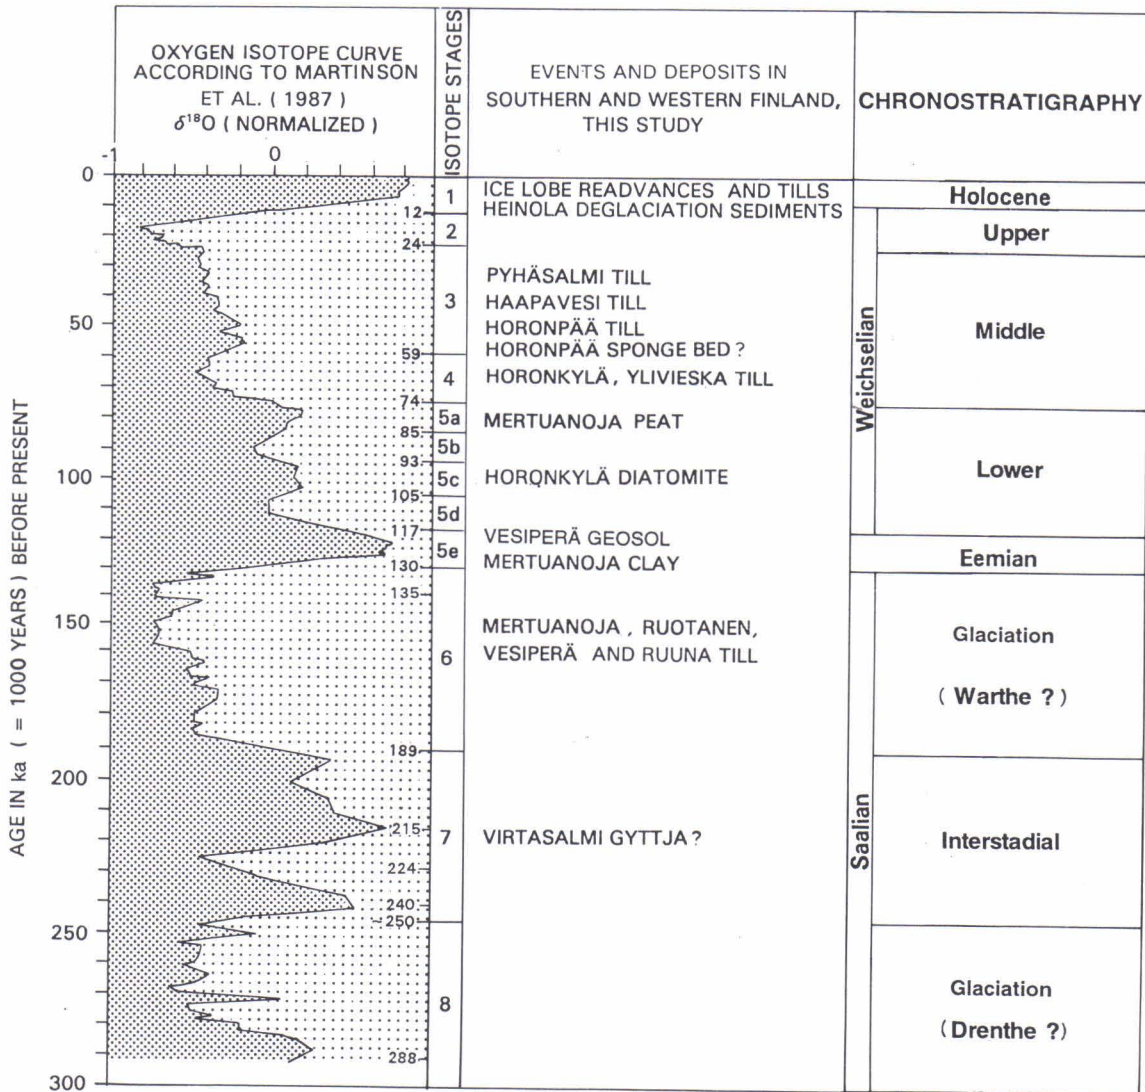 OXYGEN ISOTOPE CURVE
ACCORDING TO MARTINSON
ET AL. ( 1987 )
δ¹⁸O ( NORMALIZED )
-1 0
ISOTOPE STAGES
EVENTS AND DEPOSITS IN
SOUTHERN AND WESTERN FINLAND,
THIS STUDY
CHRONOSTRATIGRAPHY
AGE IN ka ( = 1000 YEARS ) BEFORE PRESENT
0
50
100
150
200
250
300
12
24
59
74
85
93
105
117
130
135
189
215
224
240
-250
288
1
2
3
4
5a
5b
5c
5d
5e
6
7
8
ICE LOBE READVANCES AND TILLS
HEINOLA DEGLACIATION SEDIMENTS
PYHÄSALMI TILL
HAAPAVESI TILL
HORONPÄÄ TILL
HORONPÄÄ SPONGE BED ?
HORONKYLÄ, YLIVIESKA TILL
MERTUANOJA PEAT
HORONKYLÄ DIATOMITE
VESIPERÄ GEOSOL
MERTUANOJA CLAY
MERTUANOJA , RUOTANEN,
VESIPERÄ AND RUUNA TILL
VIRTASALMI GYTTJA ?
Holocene
Weichselian
Upper
Middle
Lower
Eemian
Saalian
Glaciation
( Warthe ? )
Interstadial
Glaciation
(Drenthe ?)